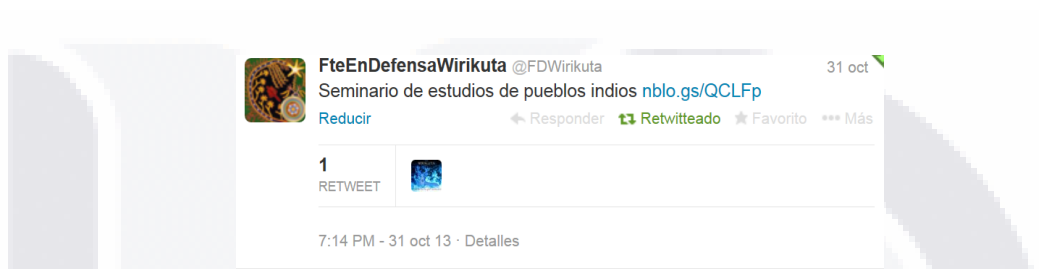 FteEnDefensaWirikuta @FDWirikuta 31 oct
Seminario de estudios de pueblos indios nblo.gs/QCLFp
Reducir Responder Retwitteado Favorito Más
1
RETWEET
7:14 PM - 31 oct 13 · Detalles